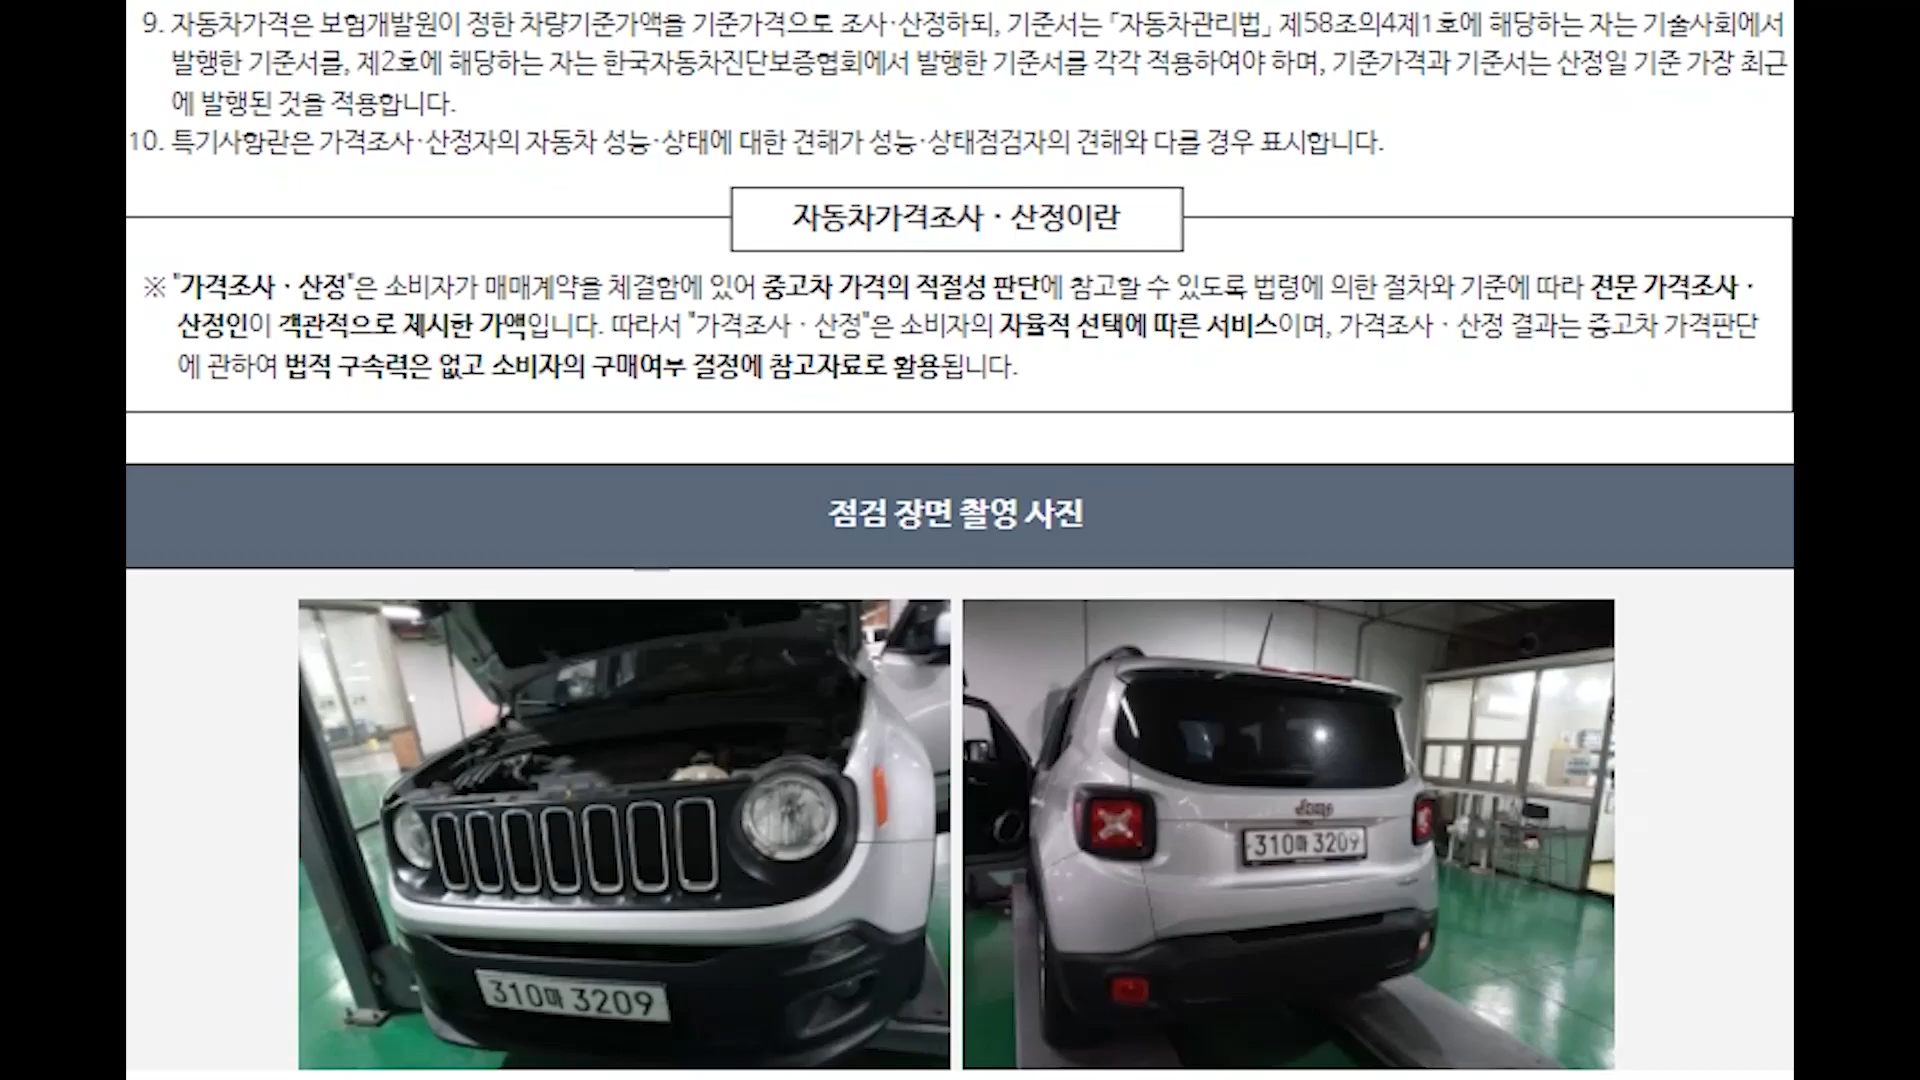 9. 자동차가격은 보험개발원이 정한 차량기준가액을 기준가격으로 조사·산정하되, 기준서는 「자동차관리법」 제58조의4제1호에 해당하는 자는 기술사회에서
발행한 기준서를, 제2호에 해당하는 자는 한국자동차진단보증협회에서 발행한 기준서를 각각 적용하여야 하며, 기준가격과 기준서는 산정일 기준 가장 최근
에 발행된 것을 적용합니다.
10. 특기사항란은 가격조사·산정자의 자동차 성능·상태에 대한 견해가 성능·상태점검자의 견해와 다를 경우 표시합니다.
자동차가격조사 · 산정이란
※ "가격조사 · 산정"은 소비자가 매매계약을 체결함에 있어 중고차 가격의 적절성 판단에 참고할 수 있도록 법령에 의한 절차와 기준에 따라 전문 가격조사 ·
산정인이 객관적으로 제시한 가액입니다. 따라서 "가격조사 · 산정"은 소비자의 자율적 선택에 따른 서비스이며, 가격조사 · 산정 결과는 중고차 가격판단
에 관하여 법적 구속력은 없고 소비자의 구매여부 결정에 참고자료로 활용됩니다.
점검 장면 촬영 사진
Jeep
310마 3209
310마 3209